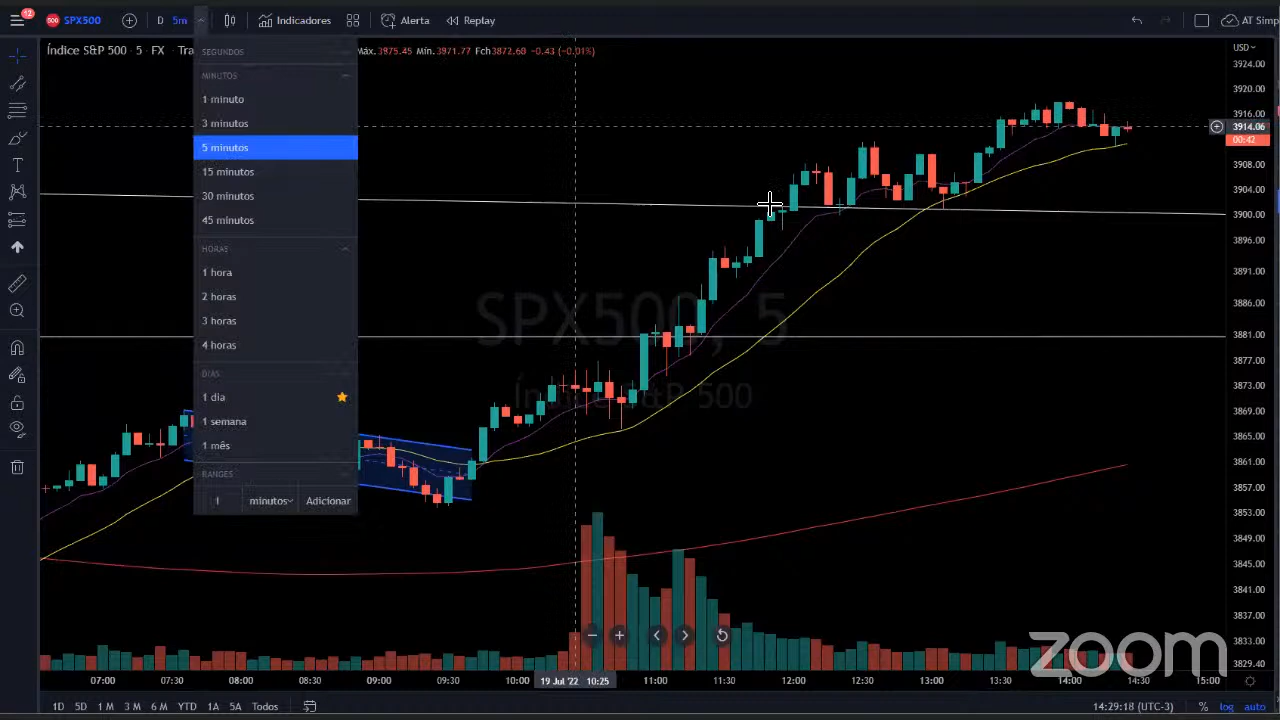 12
500 SPX500 D 5m Indicadores Alerta Replay AT Simp
Índice S&P 500 · 5 · FX · Tra Máx.3875.45 Mín.3871.77 Fch3872.60 −0.43 (−0.01%)
USD
SEGUNDOS
MINUTOS
1 minuto
3 minutos
5 minutos
15 minutos
30 minutos
45 minutos
HORAS
1 hora
2 horas
3 horas
4 horas
DIAS
1 dia
1 semana
1 mês
RANGES
1 minutos Adicionar
SPX500, 5
Índice S&P 500
3924.00
3920.00
3916.00
3914.06
00:42
3908.00
3904.00
3900.00
3896.00
3891.00
3886.00
3881.00
3877.00
3873.00
3869.00
3865.00
3861.00
3857.00
3853.00
3849.00
3845.00
3841.00
3837.00
3833.00
3829.40
zoom
07:00 07:30 08:00 08:30 09:00 09:30 10:00 19 Jul '22 10:25 11:00 11:30 12:00 12:30 13:00 13:30 14:00 14:30 15:00
1D 5D 1M 3M 6M YTD 1A 5A Todos 14:29:18 (UTC-3) % log auto